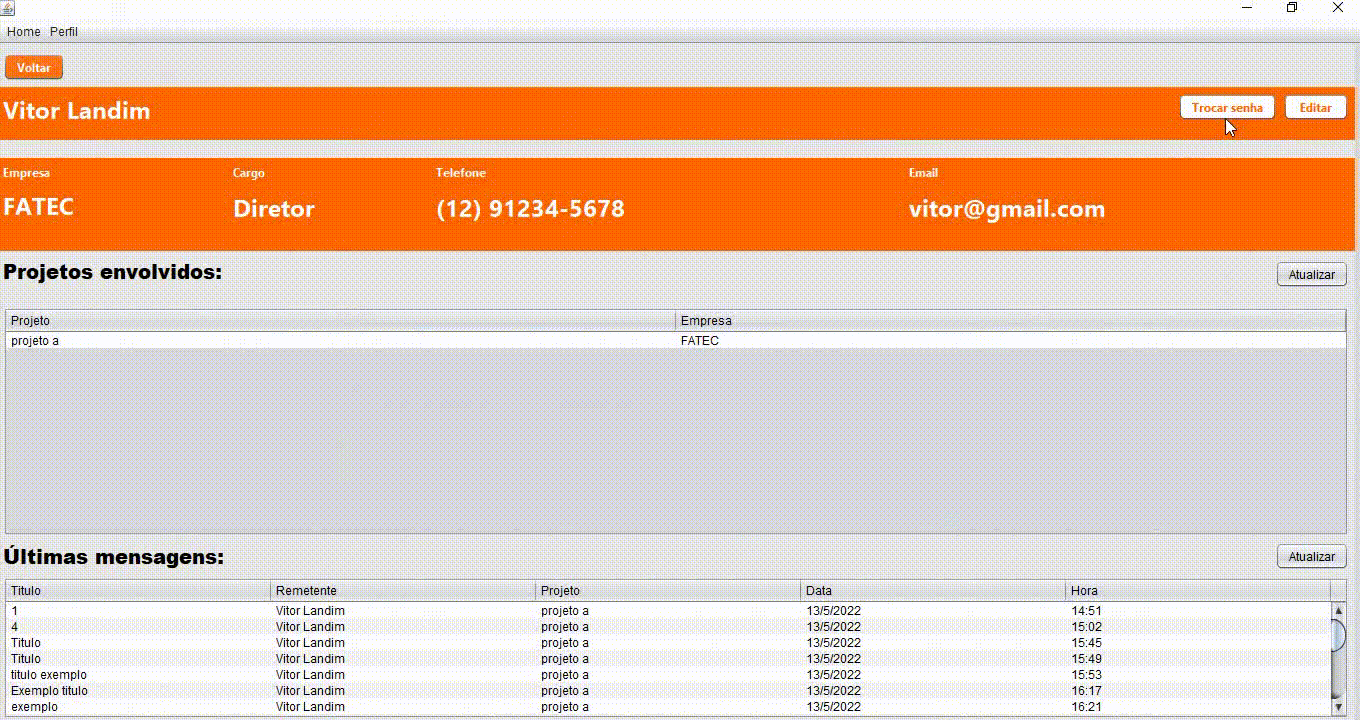 Home Perfil
Voltar
Vitor Landim Trocar senha Editar
Empresa Cargo Telefone Email
FATEC Diretor (12) 91234-5678 vitor@gmail.com
Projetos envolvidos: Atualizar
Projeto Empresa
projeto a FATEC
Últimas mensagens: Atualizar
Titulo Remetente Projeto Data Hora
1 Vitor Landim projeto a 13/5/2022 14:51
4 Vitor Landim projeto a 13/5/2022 15:02
Titulo Vitor Landim projeto a 13/5/2022 15:45
Titulo Vitor Landim projeto a 13/5/2022 15:49
titulo exemplo Vitor Landim projeto a 13/5/2022 15:53
Exemplo titulo Vitor Landim projeto a 13/5/2022 16:17
exemplo Vitor Landim projeto a 13/5/2022 16:21